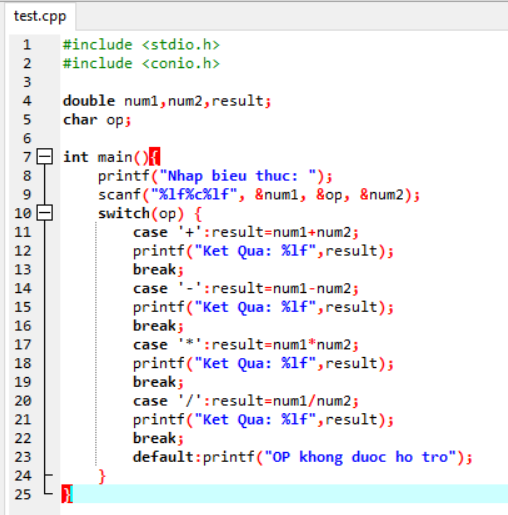 test.cpp
1 #include <stdio.h>
2 #include <conio.h>
3
4 double num1,num2,result;
5 char op;
6
7 int main(){
8 printf("Nhap bieu thuc: ");
9 scanf("%lf%c%lf", &num1, &op, &num2);
10 switch(op) {
11 case '+':result=num1+num2;
12 printf("Ket Qua: %lf",result);
13 break;
14 case '-':result=num1-num2;
15 printf("Ket Qua: %lf",result);
16 break;
17 case '*':result=num1*num2;
18 printf("Ket Qua: %lf",result);
19 break;
20 case '/':result=num1/num2;
21 printf("Ket Qua: %lf",result);
22 break;
23 default:printf("OP khong duoc ho tro");
24 }
25 }